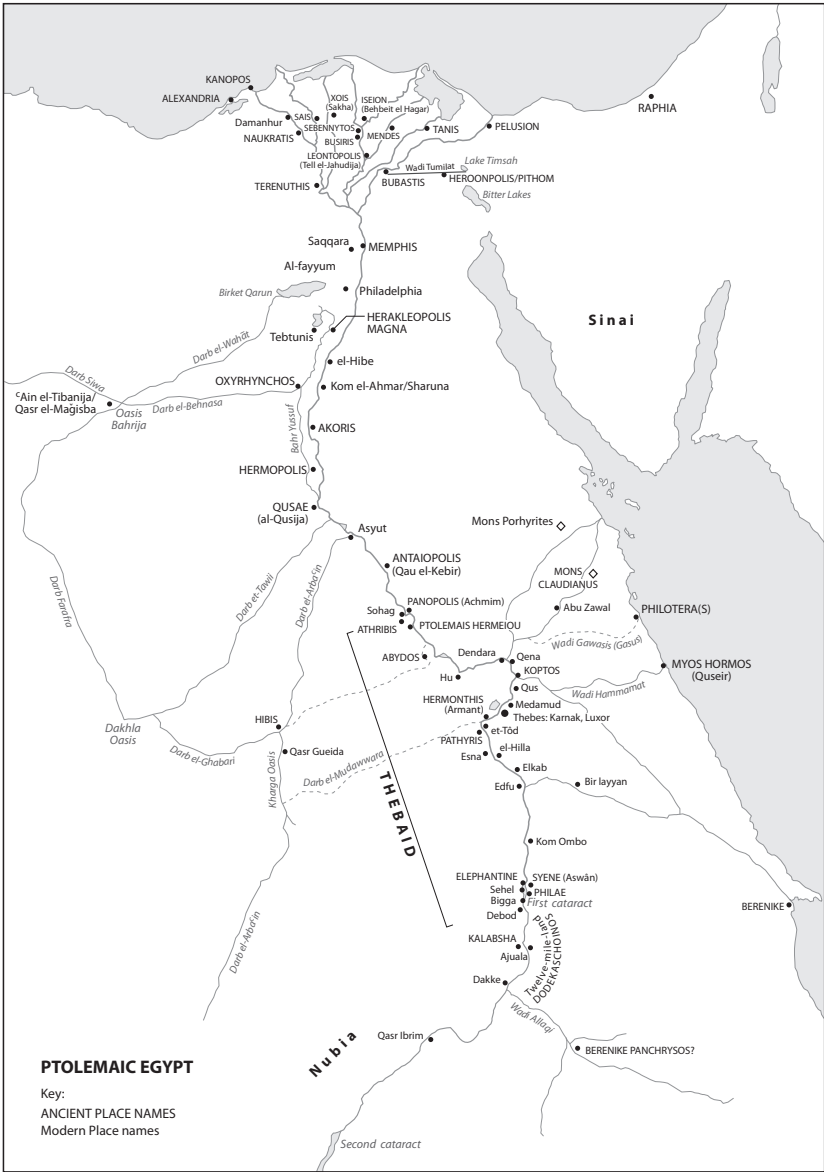 KANOPOS
ALEXANDRIA
XOIS
(Sakha)
ISEION
(Behbeit el Hagar)
RAPHIA
Damanhur
SAIS
SEBENNYTOS
MENDES
TANIS
PELUSION
NAUKRATIS
BUSIRIS
LEONTOPOLIS
(Tell el-Jahudija)
Lake Timsah
Wadi Tumilat
TERENUTHIS
BUBASTIS
HEROONPOLIS/PITHOM
Bitter Lakes
Saqqara
MEMPHIS
Al-fayyum
Birket Qarun
Philadelphia
Sinai
HERAKLEOPOLIS
MAGNA
Tebtunis
Darb el-Wahāt
el-Hibe
Darb Siwa
OXYRHYNCHOS
Kom el-Ahmar/Sharuna
ᶜAin el-Tibanija/
Qasr el-Maǧisba
Oasis
Bahrija
Darb el-Behnasa
Bahr Yussuf
AKORIS
HERMOPOLIS
QUSAE
(al-Qusija)
Asyut
Mons Porhyrites
ANTAIOPOLIS
(Qau el-Kebir)
MONS
CLAUDIANUS
Darb Farafra
Darb et-Tawii
Darb el-Arbaᶜin
PANOPOLIS (Achmim)
Abu Zawal
PHILOTERA(S)
Sohag
ATHRIBIS
PTOLEMAIS HERMEIOU
Wadi Gawasis (Gasus)
ABYDOS
Dendara
Qena
MYOS HORMOS
(Quseir)
Hu
KOPTOS
Qus
Wadi Hammamat
HERMONTHIS
(Armant)
Medamud
Thebes: Karnak, Luxor
HIBIS
Dakhla
Oasis
et-Tôd
PATHYRIS
el-Hilla
Qasr Gueida
Darb el-Ghabari
Esna
Darb el-Mudawwara
Kharga Oasis
Elkab
Edfu
Bir Iayyan
THEBAID
Kom Ombo
ELEPHANTINE
SYENE (Aswân)
Sehel
PHILAE
Bigga
First cataract
BERENIKE
Debod
KALABSHA
Ajuala
Twelve-mile-land
DODEKASCHOINOS
Darb el-Arbaᶜin
Dakke
Wadi Allaqi
Nubia
Qasr Ibrim
BERENIKE PANCHRYSOS?
PTOLEMAIC EGYPT
Key:
ANCIENT PLACE NAMES
Modern Place names
Second cataract